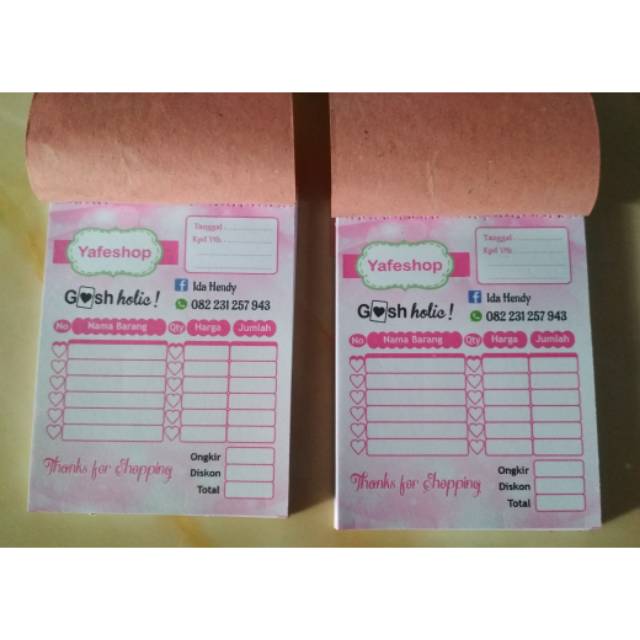 Yafeshop
Tanggal
Kpd Yth.
G sh holic !
Ida Hendy
082 231 257 943
No Nama Barang Qty Harga Jumlah
Thanks for Shopping
Ongkir
Diskon
Total
Yafeshop
Tanggal
Kpd Yth.
G sh holic !
Ida Hendy
082 231 257 943
No Nama Barang Qty Harga Jumlah
Thanks for Shopping
Ongkir
Diskon
Total